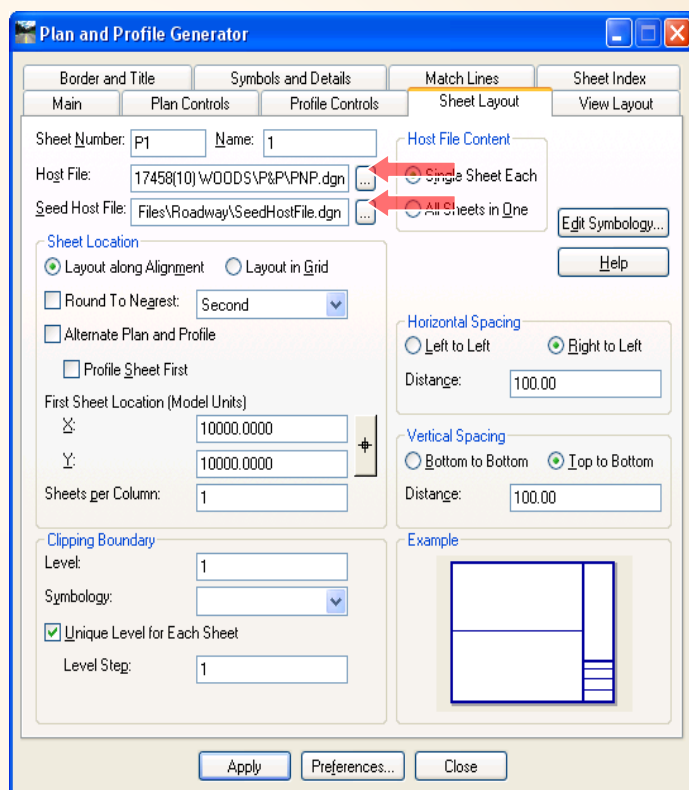 Plan and Profile Generator
Border and Title Symbols and Details Match Lines Sheet Index
Main Plan Controls Profile Controls Sheet Layout View Layout
Sheet Number: P1 Name: 1
Host File: 17458(10) WOODS\P&P\PNP.dgn ...
Seed Host File: Files\Roadway\SeedHostFile.dgn ...
Host File Content
Single Sheet Each
All Sheets in One
Edit Symbology...
Help
Sheet Location
Layout along Alignment Layout in Grid
Round To Nearest: Second
Alternate Plan and Profile
Profile Sheet First
First Sheet Location (Model Units)
X: 10000.0000
Y: 10000.0000
Sheets per Column: 1
Horizontal Spacing
Left to Left Right to Left
Distance: 100.00
Vertical Spacing
Bottom to Bottom Top to Bottom
Distance: 100.00
Clipping Boundary
Level: 1
Symbology:
Unique Level for Each Sheet
Level Step: 1
Example
Apply Preferences... Close